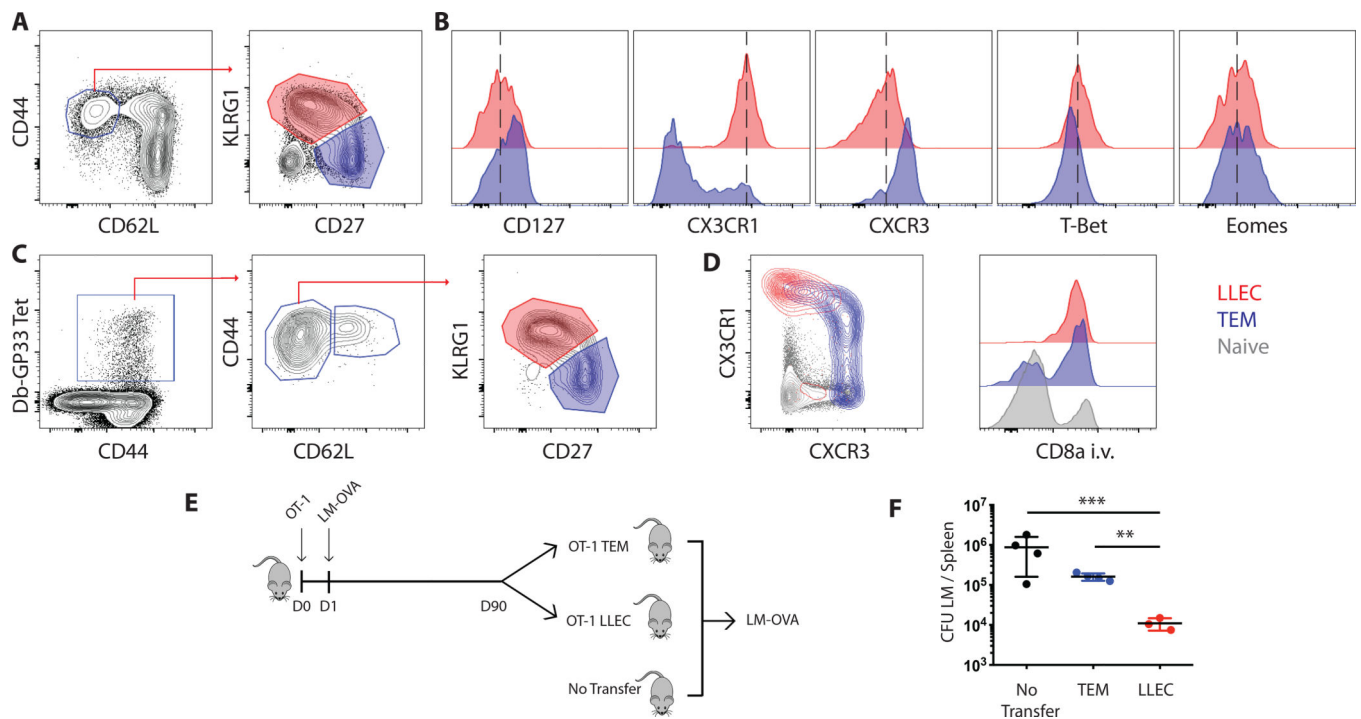 A
CD44
CD62L
KLRG1
CD27
B
CD127
CX3CR1
CXCR3
T-Bet
Eomes
C
Db-GP33 Tet
CD44
CD44
CD62L
KLRG1
CD27
D
CX3CR1
CXCR3
CD8a i.v.
LLEC
TEM
Naive
E
OT-1
LM-OVA
D0
D1
D90
OT-1 TEM
OT-1 LLEC
No Transfer
LM-OVA
F
CFU LM / Spleen
10⁷
10⁶
10⁵
10⁴
10³
***
**
No
Transfer
TEM
LLEC